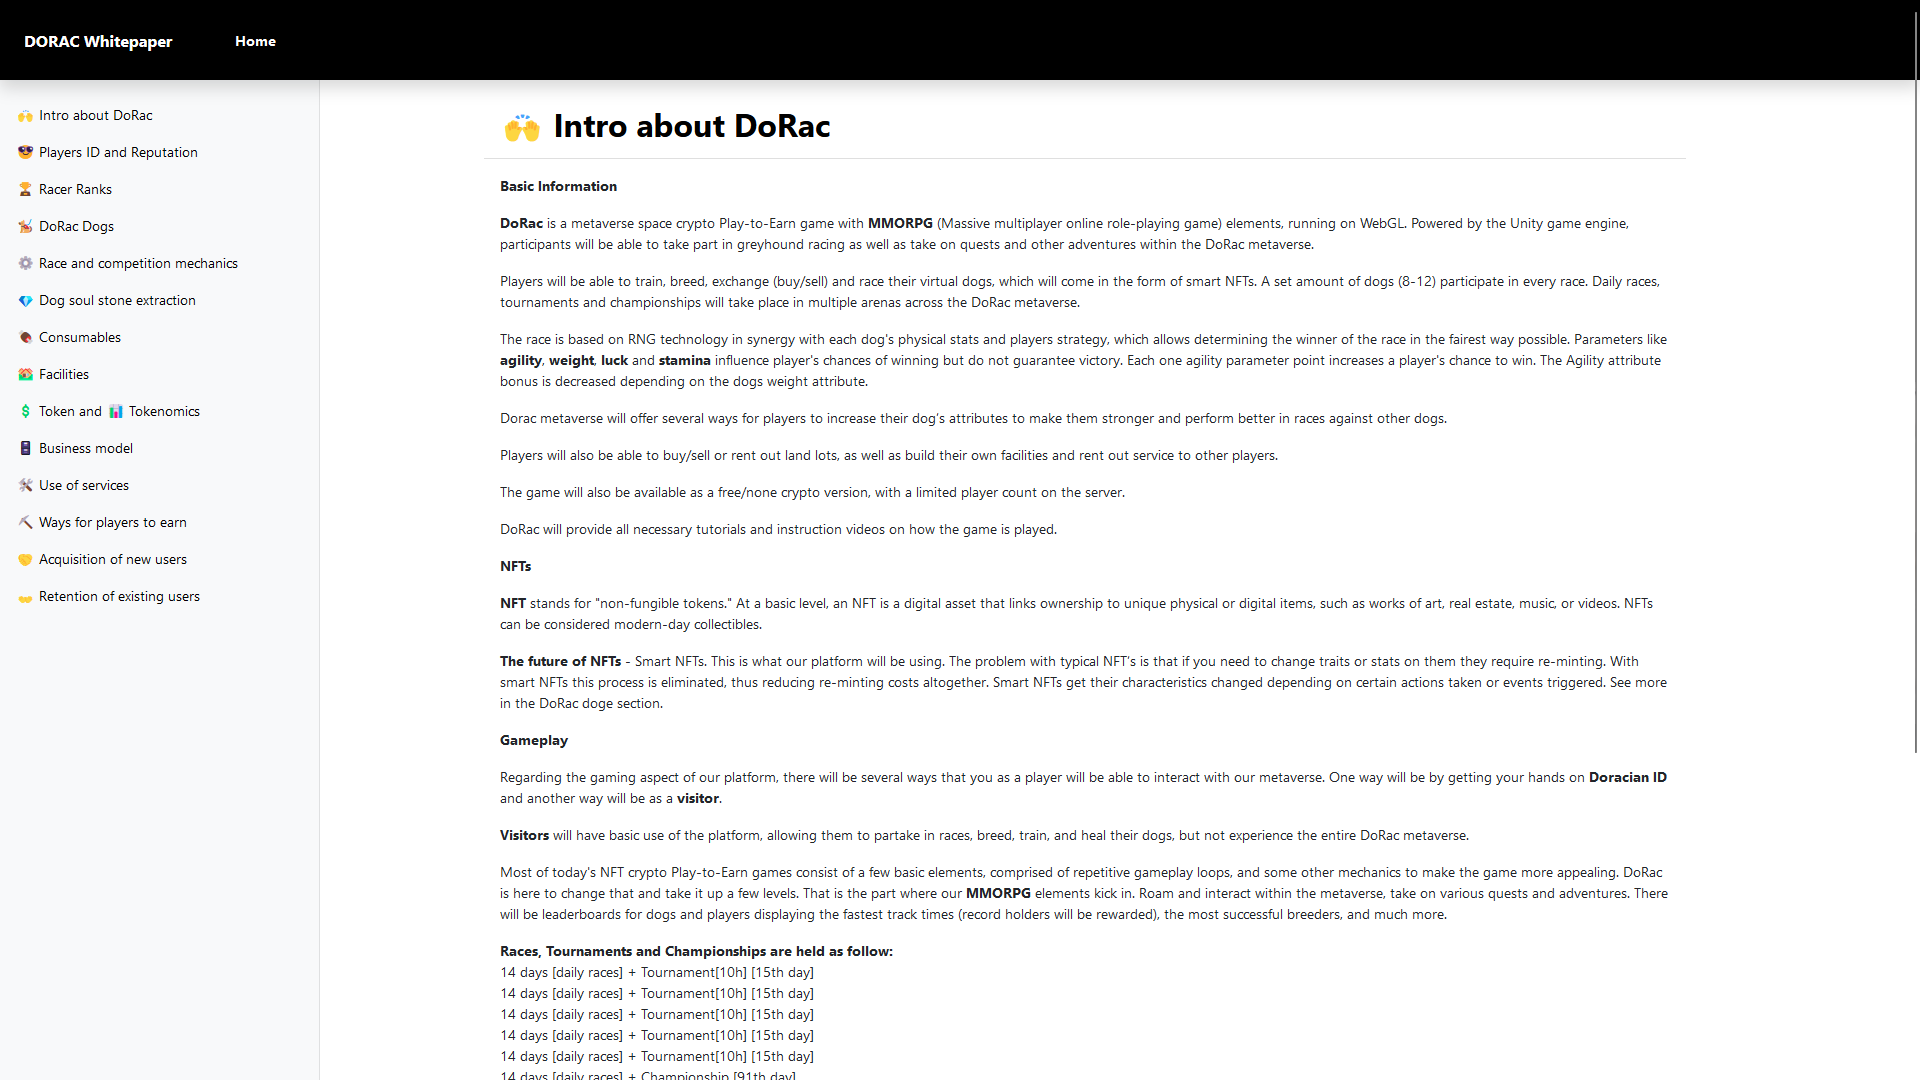 DORAC Whitepaper
Home
Intro about DoRac
Players ID and Reputation
Racer Ranks
DoRac Dogs
Race and competition mechanics
Dog soul stone extraction
Consumables
Facilities
Token and Tokenomics
Business model
Use of services
Ways for players to earn
Acquisition of new users
Retention of existing users
Intro about DoRac
Basic Information
DoRac is a metaverse space crypto Play-to-Earn game with MMORPG (Massive multiplayer online role-playing game) elements, running on WebGL. Powered by the Unity game engine,
participants will be able to take part in greyhound racing as well as take on quests and other adventures within the DoRac metaverse.
Players will be able to train, breed, exchange (buy/sell) and race their virtual dogs, which will come in the form of smart NFTs. A set amount of dogs (8-12) participate in every race. Daily races,
tournaments and championships will take place in multiple arenas across the DoRac metaverse.
The race is based on RNG technology in synergy with each dog's physical stats and players strategy, which allows determining the winner of the race in the fairest way possible. Parameters like
agility, weight, luck and stamina influence player's chances of winning but do not guarantee victory. Each one agility parameter point increases a player's chance to win. The Agility attribute
bonus is decreased depending on the dogs weight attribute.
Dorac metaverse will offer several ways for players to increase their dog's attributes to make them stronger and perform better in races against other dogs.
Players will also be able to buy/sell or rent out land lots, as well as build their own facilities and rent out service to other players.
The game will also be available as a free/none crypto version, with a limited player count on the server.
DoRac will provide all necessary tutorials and instruction videos on how the game is played.
NFTs
NFT stands for "non-fungible tokens." At a basic level, an NFT is a digital asset that links ownership to unique physical or digital items, such as works of art, real estate, music, or videos. NFTs
can be considered modern-day collectibles.
The future of NFTs - Smart NFTs. This is what our platform will be using. The problem with typical NFT's is that if you need to change traits or stats on them they require re-minting. With
smart NFTs this process is eliminated, thus reducing re-minting costs altogether. Smart NFTs get their characteristics changed depending on certain actions taken or events triggered. See more
in the DoRac doge section.
Gameplay
Regarding the gaming aspect of our platform, there will be several ways that you as a player will be able to interact with our metaverse. One way will be by getting your hands on Doracian ID
and another way will be as a visitor.
Visitors will have basic use of the platform, allowing them to partake in races, breed, train, and heal their dogs, but not experience the entire DoRac metaverse.
Most of today's NFT crypto Play-to-Earn games consist of a few basic elements, comprised of repetitive gameplay loops, and some other mechanics to make the game more appealing. DoRac
is here to change that and take it up a few levels. That is the part where our MMORPG elements kick in. Roam and interact within the metaverse, take on various quests and adventures. There
will be leaderboards for dogs and players displaying the fastest track times (record holders will be rewarded), the most successful breeders, and much more.
Races, Tournaments and Championships are held as follow:
14 days [daily races] + Tournament[10h] [15th day]
14 days [daily races] + Tournament[10h] [15th day]
14 days [daily races] + Tournament[10h] [15th day]
14 days [daily races] + Tournament[10h] [15th day]
14 days [daily races] + Tournament[10h] [15th day]
14 days [daily races] + Championship [91th day]